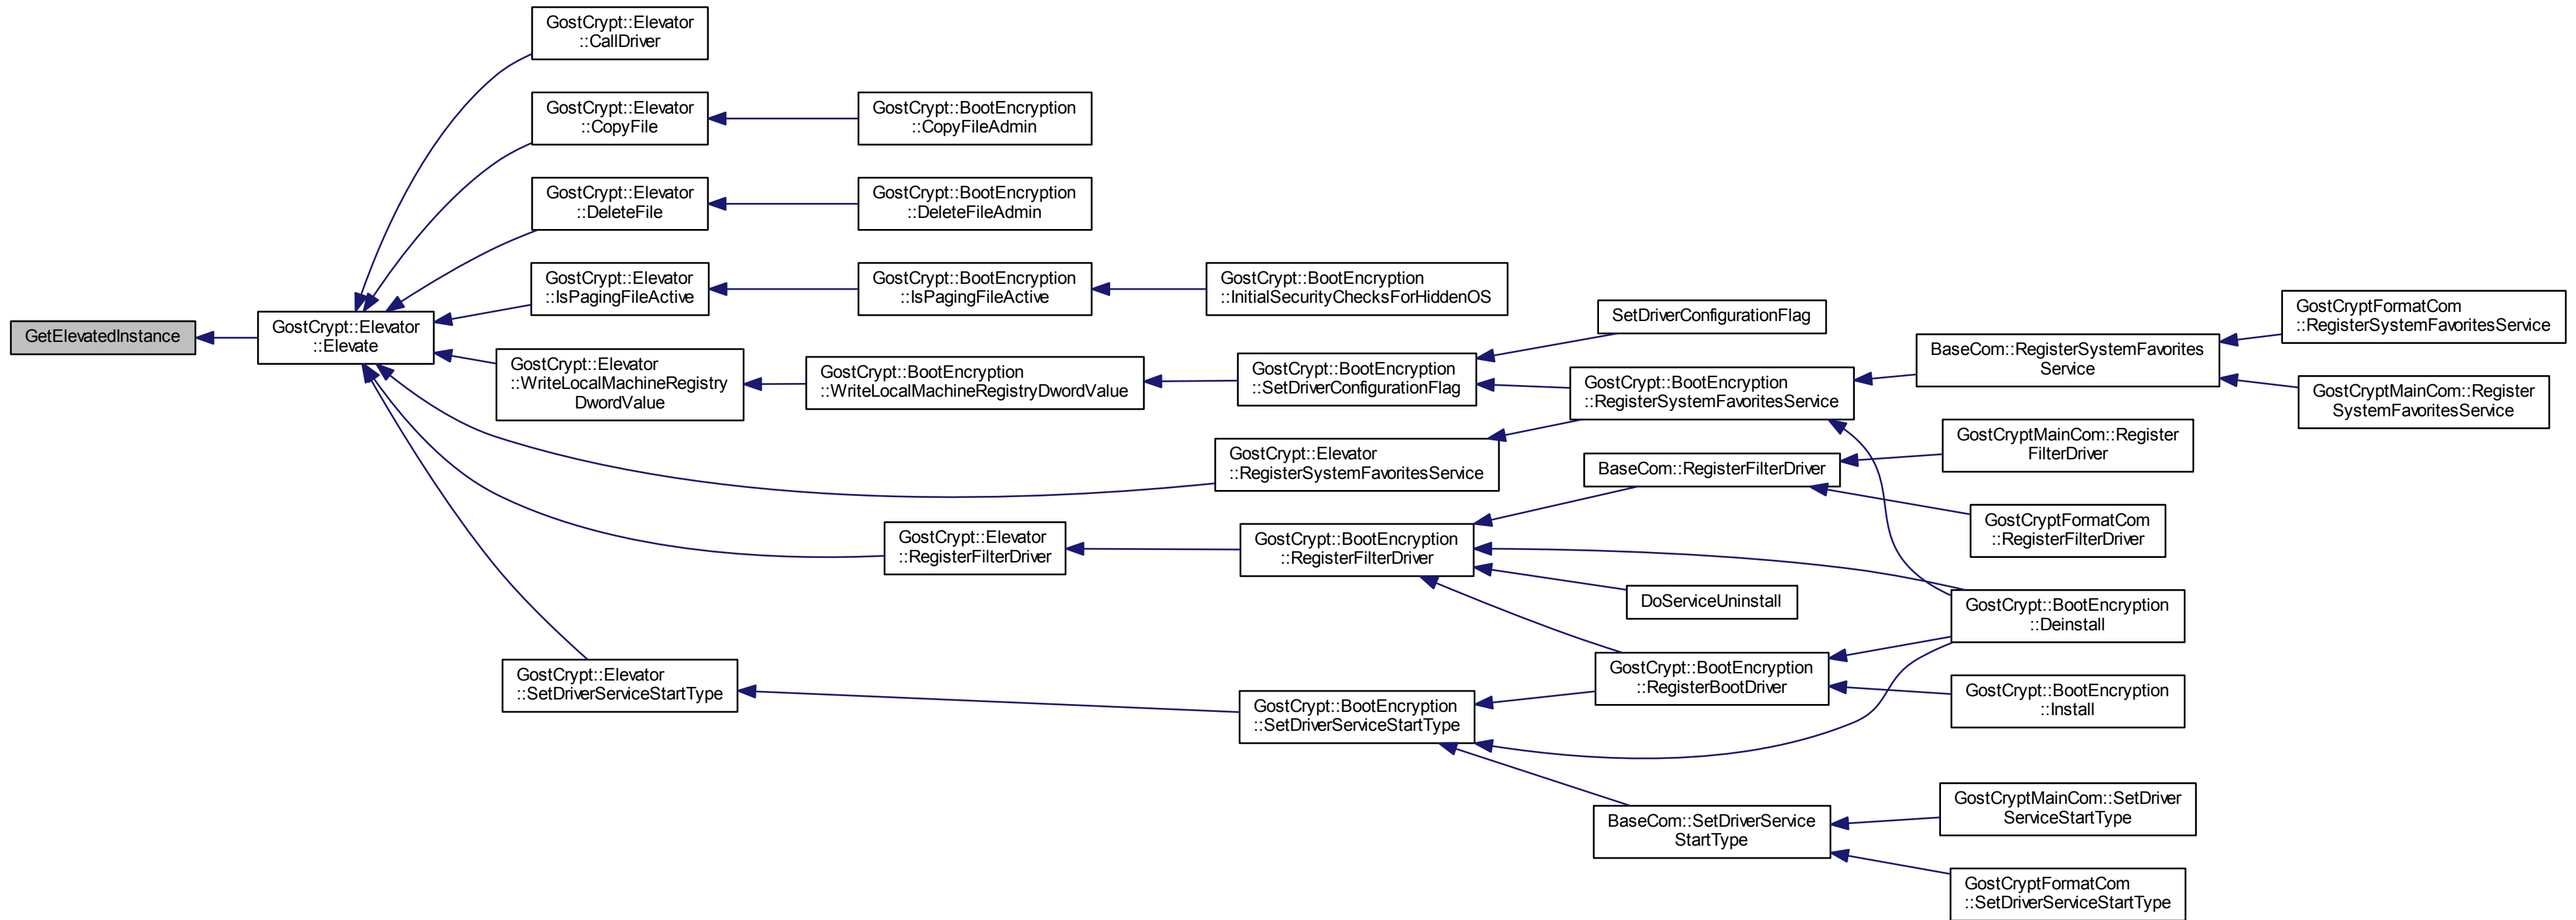 GetElevatedInstance
GostCrypt::Elevator
::Elevate
GostCrypt::Elevator
::CallDriver
GostCrypt::Elevator
::CopyFile
GostCrypt::BootEncryption
::CopyFileAdmin
GostCrypt::Elevator
::DeleteFile
GostCrypt::BootEncryption
::DeleteFileAdmin
GostCrypt::Elevator
::IsPagingFileActive
GostCrypt::BootEncryption
::IsPagingFileActive
GostCrypt::BootEncryption
::InitialSecurityChecksForHiddenOS
GostCrypt::Elevator
::WriteLocalMachineRegistry
DwordValue
GostCrypt::BootEncryption
::WriteLocalMachineRegistryDwordValue
GostCrypt::BootEncryption
::SetDriverConfigurationFlag
SetDriverConfigurationFlag
GostCrypt::BootEncryption
::RegisterSystemFavoritesService
BaseCom::RegisterSystemFavorites
Service
GostCryptFormatCom
::RegisterSystemFavoritesService
GostCryptMainCom::Register
SystemFavoritesService
GostCrypt::Elevator
::RegisterSystemFavoritesService
GostCrypt::Elevator
::RegisterFilterDriver
GostCrypt::BootEncryption
::RegisterFilterDriver
BaseCom::RegisterFilterDriver
GostCryptMainCom::Register
FilterDriver
GostCryptFormatCom
::RegisterFilterDriver
DoServiceUninstall
GostCrypt::BootEncryption
::Deinstall
GostCrypt::BootEncryption
::RegisterBootDriver
GostCrypt::BootEncryption
::Install
GostCrypt::Elevator
::SetDriverServiceStartType
GostCrypt::BootEncryption
::SetDriverServiceStartType
BaseCom::SetDriverService
StartType
GostCryptMainCom::SetDriver
ServiceStartType
GostCryptFormatCom
::SetDriverServiceStartType